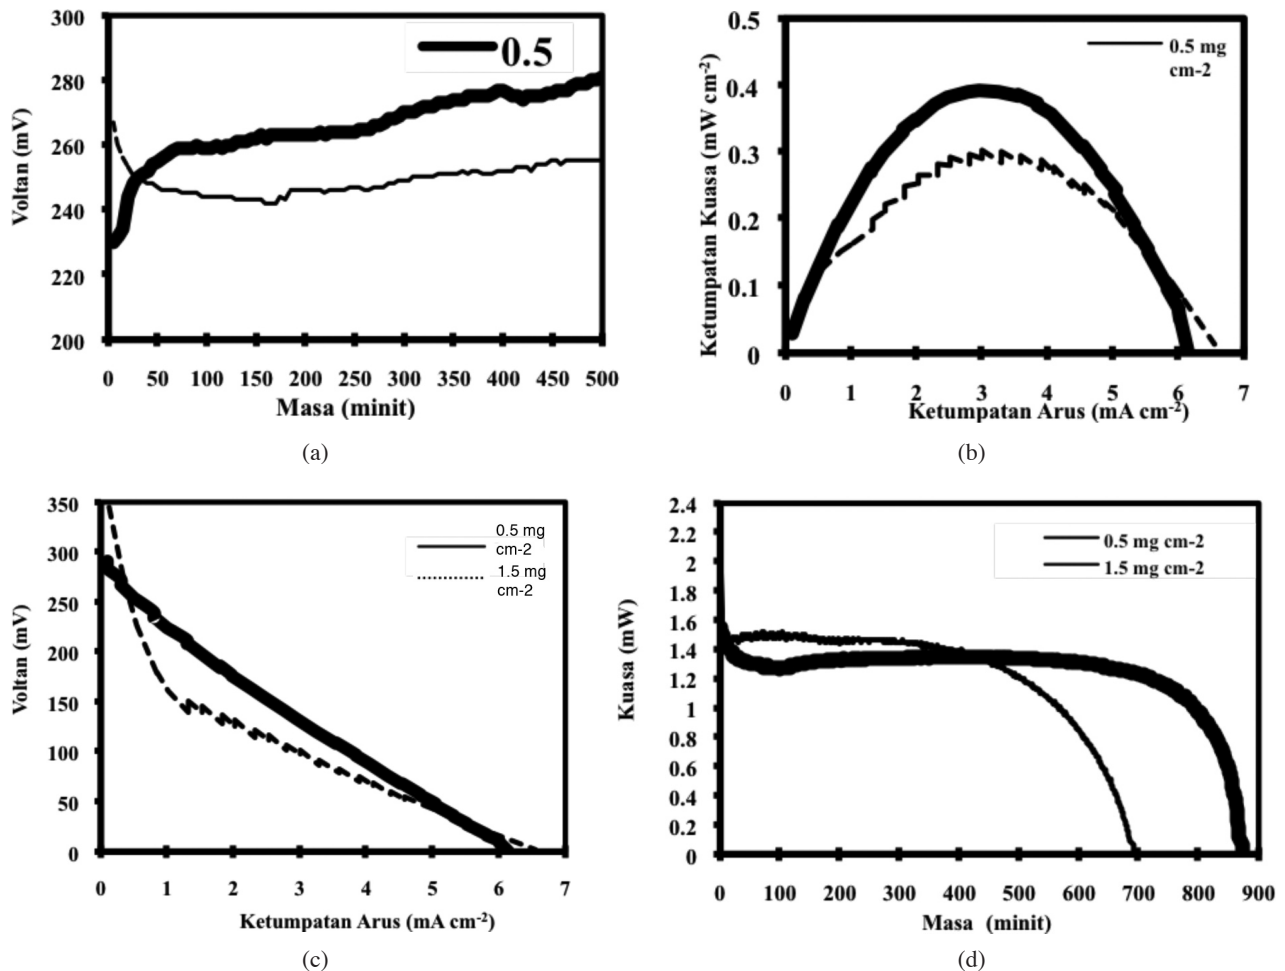 300
280
260
240
220
200
Voltan (mV)
0.5
0 50 100 150 200 250 300 350 400 450 500
Masa (minit)
(a)
0.5
0.4
0.3
0.2
0.1
0
Ketumpatan Kuasa (mW cm-2)
0.5 mg
cm-2
0 1 2 3 4 5 6 7
Ketumpatan Arus (mA cm-2)
(b)
350
300
250
200
150
100
50
0
Voltan (mV)
0.5 mg
cm-2
1.5 mg
cm-2
0 1 2 3 4 5 6 7
Ketumpatan Arus (mA cm-2)
(c)
2.4
2.2
2
1.8
1.6
1.4
1.2
1
0.8
0.6
0.4
0.2
0
Kuasa (mW)
0.5 mg cm-2
1.5 mg cm-2
0 100 200 300 400 500 600 700 800 900
Masa (minit)
(d)